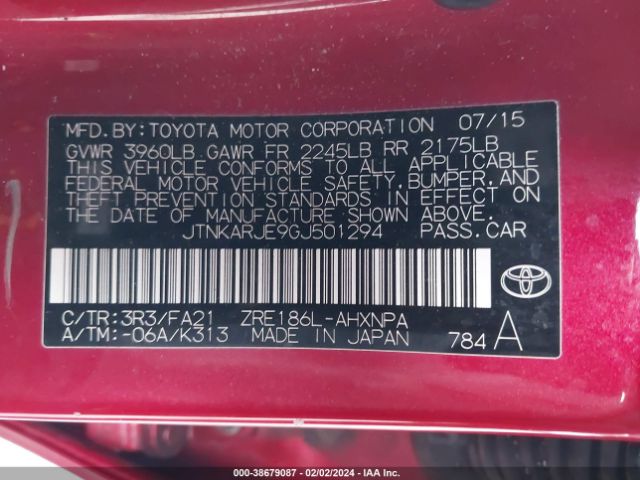 MFD. BY: TOYOTA MOTOR CORPORATION 07/15
GVWR 3960LB GAWR FR 2245LB RR 2175LB
THIS VEHICLE CONFORMS TO ALL APPLICABLE
FEDERAL MOTOR VEHICLE SAFETY, BUMPER, AND
THEFT PREVENTION STANDARDS IN EFFECT ON
THE DATE OF MANUFACTURE SHOWN ABOVE.
JTNKARJE9GJ501294 PASS. CAR
C/TR: 3R3/FA21 ZRE186L-AHXNPA
A/TM: -06A/K313 MADE IN JAPAN 784 A
000-38679087 - 02/02/2024 - IAA, Inc.